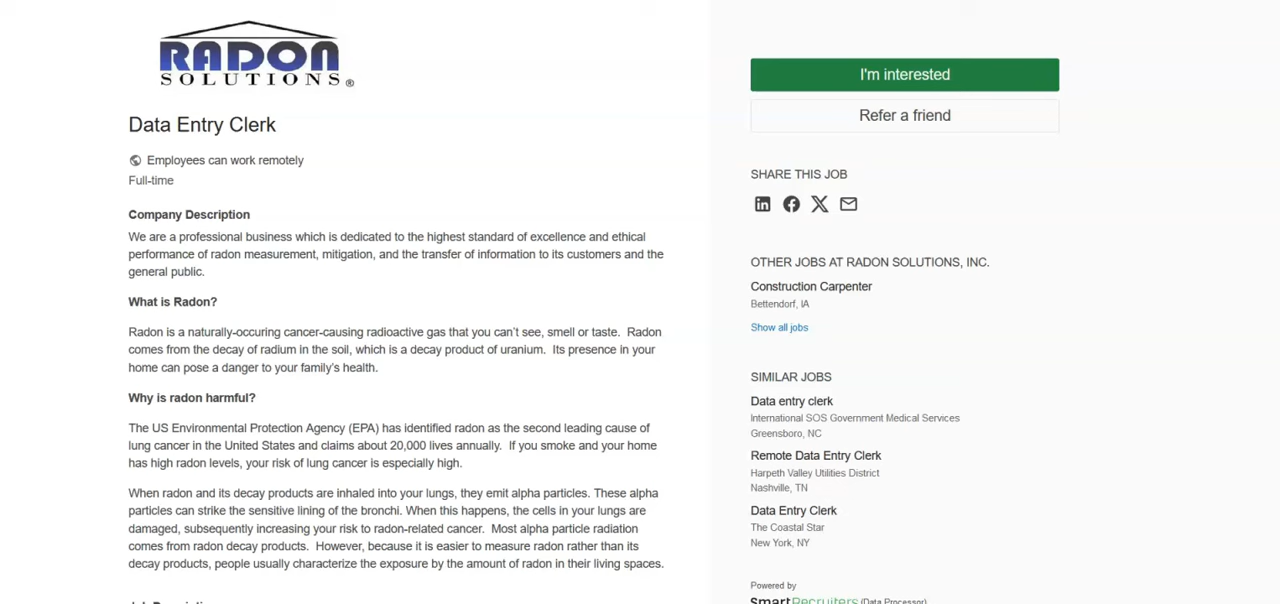 RADON
SOLUTIONS®
Data Entry Clerk
Employees can work remotely
Full-time
Company Description
We are a professional business which is dedicated to the highest standard of excellence and ethical
performance of radon measurement, mitigation, and the transfer of information to its customers and the
general public.
What is Radon?
Radon is a naturally-occuring cancer-causing radioactive gas that you can't see, smell or taste.  Radon
comes from the decay of radium in the soil, which is a decay product of uranium.  Its presence in your
home can pose a danger to your family's health.
Why is radon harmful?
The US Environmental Protection Agency (EPA) has identified radon as the second leading cause of
lung cancer in the United States and claims about 20,000 lives annually.  If you smoke and your home
has high radon levels, your risk of lung cancer is especially high.
When radon and its decay products are inhaled into your lungs, they emit alpha particles. These alpha
particles can strike the sensitive lining of the bronchi. When this happens, the cells in your lungs are
damaged, subsequently increasing your risk to radon-related cancer.  Most alpha particle radiation
comes from radon decay products.  However, because it is easier to measure radon rather than its
decay products, people usually characterize the exposure by the amount of radon in their living spaces.
Job Description
I'm interested
Refer a friend
SHARE THIS JOB
OTHER JOBS AT RADON SOLUTIONS, INC.
Construction Carpenter
Bettendorf, IA
Show all jobs
SIMILAR JOBS
Data entry clerk
International SOS Government Medical Services
Greensboro, NC
Remote Data Entry Clerk
Harpeth Valley Utilities District
Nashville, TN
Data Entry Clerk
The Coastal Star
New York, NY
Powered by
SmartRecruiters (Data Processor)